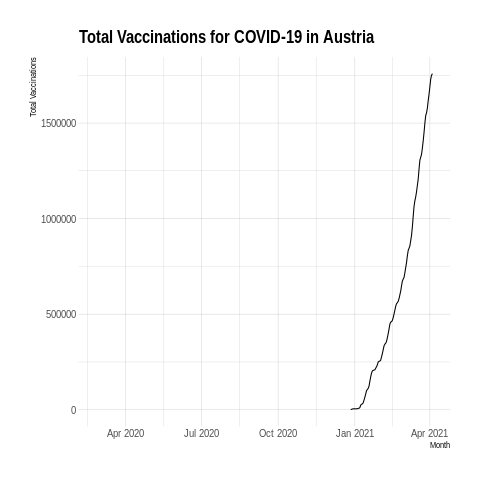 Total Vaccinations for COVID-19 in Austria
Total Vaccinations
1500000
1000000
500000
0
Apr 2020 Jul 2020 Oct 2020 Jan 2021 Apr 2021
Month